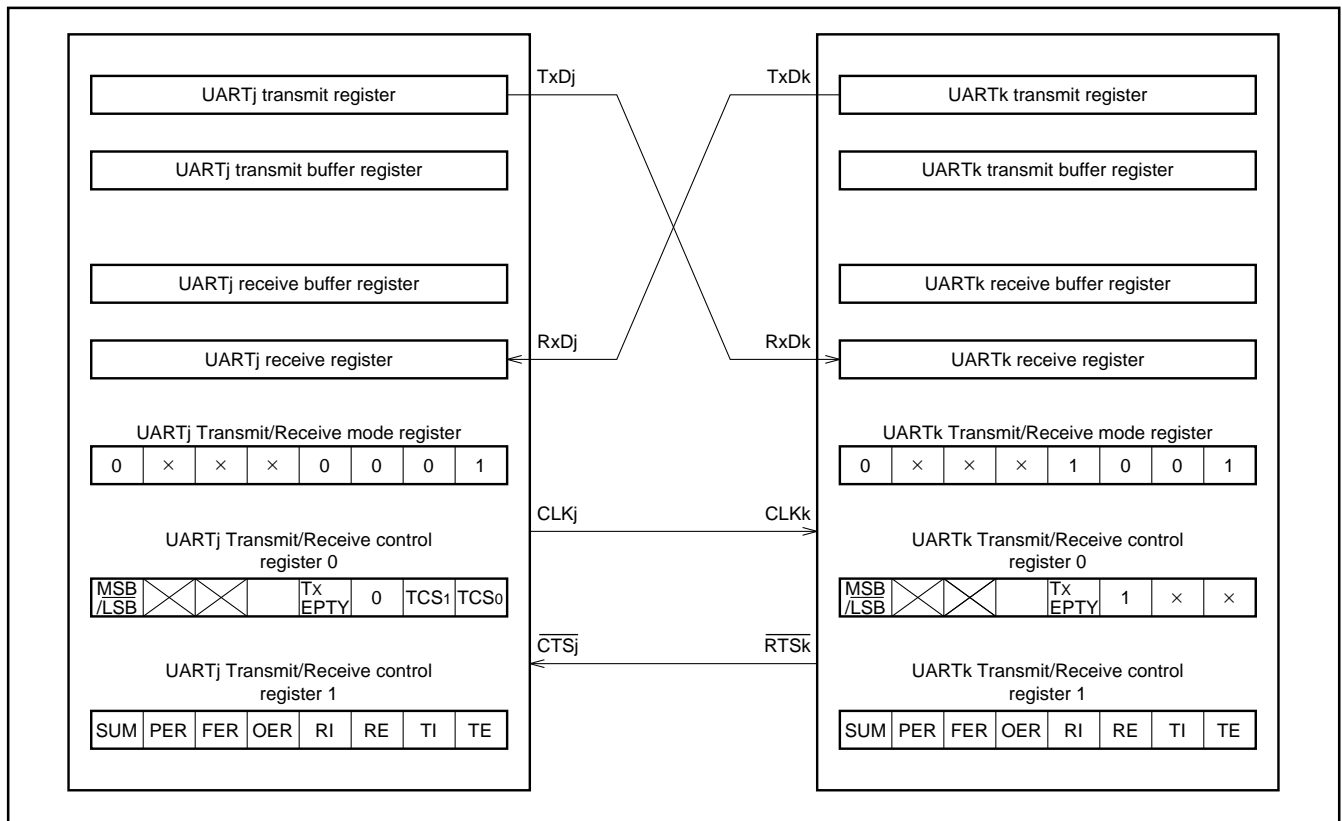 TxDj TxDk
UARTj transmit register UARTk transmit register
UARTj transmit buffer register UARTk transmit buffer register
UARTj receive buffer register UARTk receive buffer register
RxDj RxDk
UARTj receive register UARTk receive register
UARTj Transmit/Receive mode register UARTk Transmit/Receive mode register
0 × × × 0 0 0 1 0 × × × 1 0 0 1
CLKj CLKk
UARTj Transmit/Receive control UARTk Transmit/Receive control
register 0 register 0
MSB Tx MSB Tx
/LSB EPTY 0 TCS1 TCS0 /LSB EPTY 1 × ×
CTSj RTSk
UARTj Transmit/Receive control UARTk Transmit/Receive control
register 1 register 1
SUM PER FER OER RI RE TI TE SUM PER FER OER RI RE TI TE